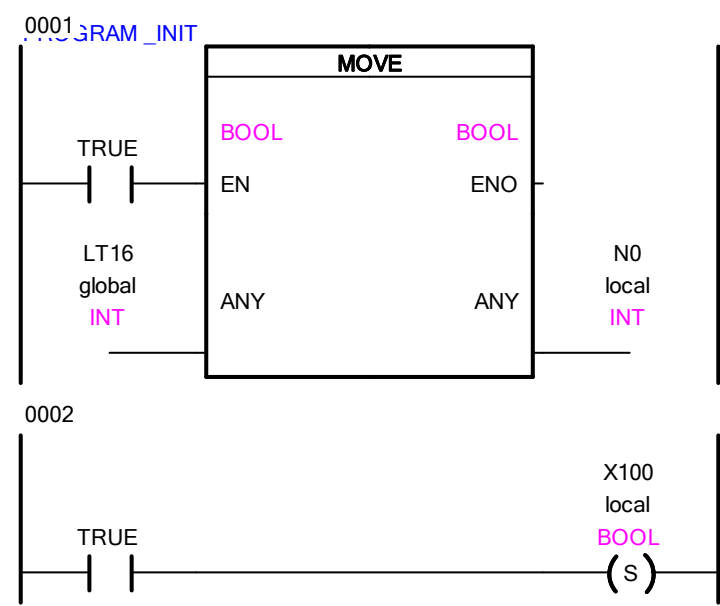 0001
PROGRAM _INIT
MOVE
BOOL BOOL
TRUE
EN ENO
LT16 N0
global local
ANY ANY
INT INT
0002
X100
local
TRUE BOOL
S